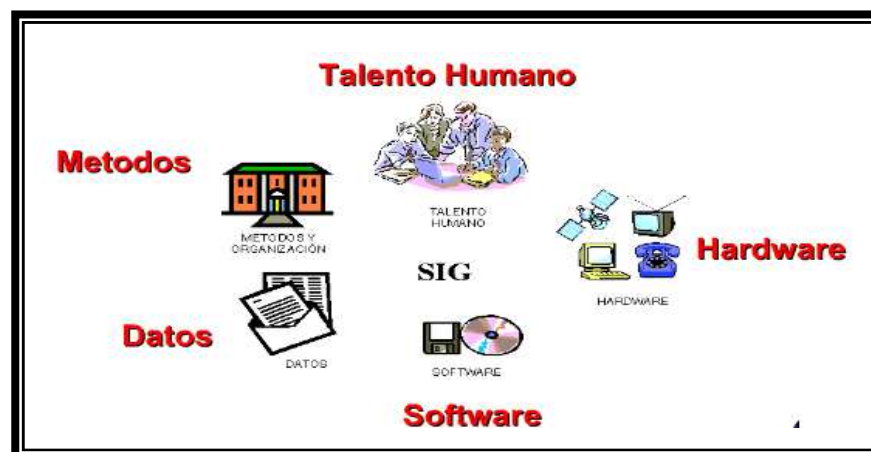 Talento Humano
Metodos
TALENTO
HUMANO
METODOS Y
ORGANIZACIÓN
Hardware
SIG
HARDWARE
Datos
DATOS
SOFTWARE
Software